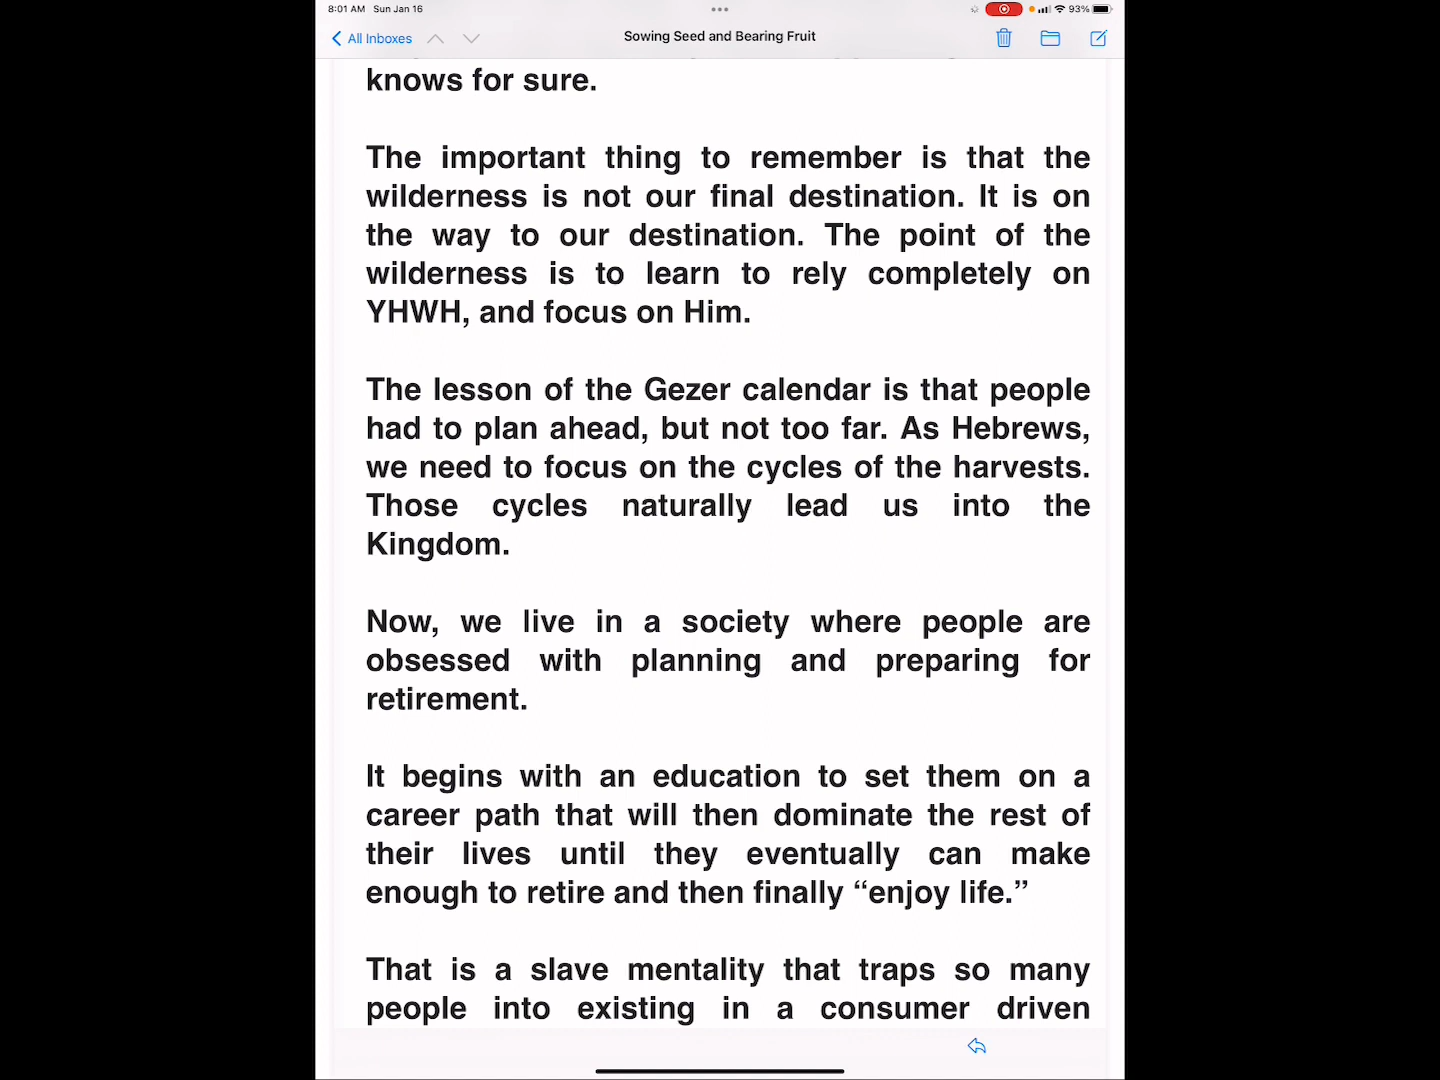 8:01 AM Sun Jan 16
93%
All Inboxes
Sowing Seed and Bearing Fruit
knows for sure.
The important thing to remember is that the
wilderness is not our final destination. It is on
the way to our destination. The point of the
wilderness is to learn to rely completely on
YHWH, and focus on Him.
The lesson of the Gezer calendar is that people
had to plan ahead, but not too far. As Hebrews,
we need to focus on the cycles of the harvests.
Those cycles naturally lead us into the
Kingdom.
Now, we live in a society where people are
obsessed with planning and preparing for
retirement.
It begins with an education to set them on a
career path that will then dominate the rest of
their lives until they eventually can make
enough to retire and then finally “enjoy life.”
That is a slave mentality that traps so many
people into existing in a consumer driven